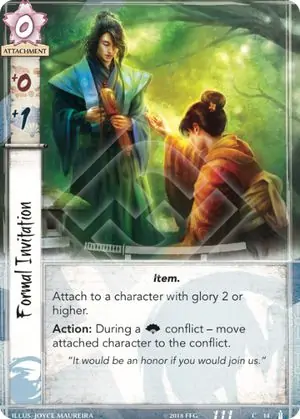 0
ATTACHMENT
+0
+1
Formal Invitation
Item.
Attach to a character with glory 2 or
higher.
Action: During a conflict – move
attached character to the conflict.
"It would be an honor if you would join us."
ILLUS: JOYCE MAUREIRA
©2018 FFG
C 14